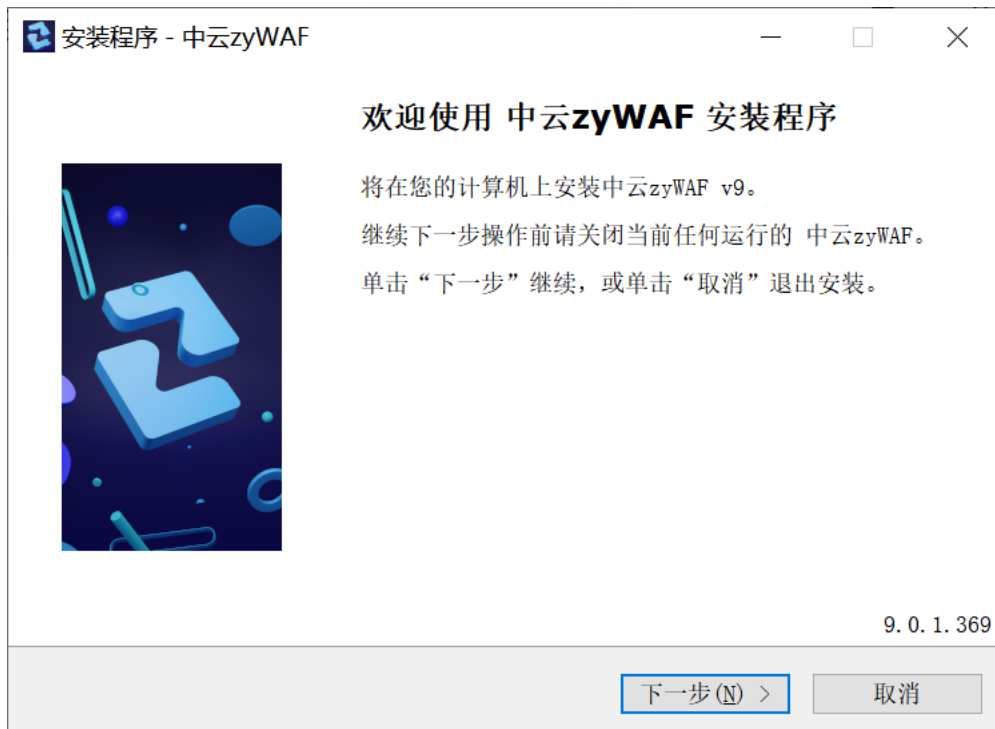 安装程序 - 中云zyWAF
欢迎使用 中云zyWAF 安装程序
将在您的计算机上安装中云zyWAF v9。
继续下一步操作前请关闭当前任何运行的 中云zyWAF。
单击“下一步”继续，或单击“取消”退出安装。
9.0.1.369
下一步(N) >
取消